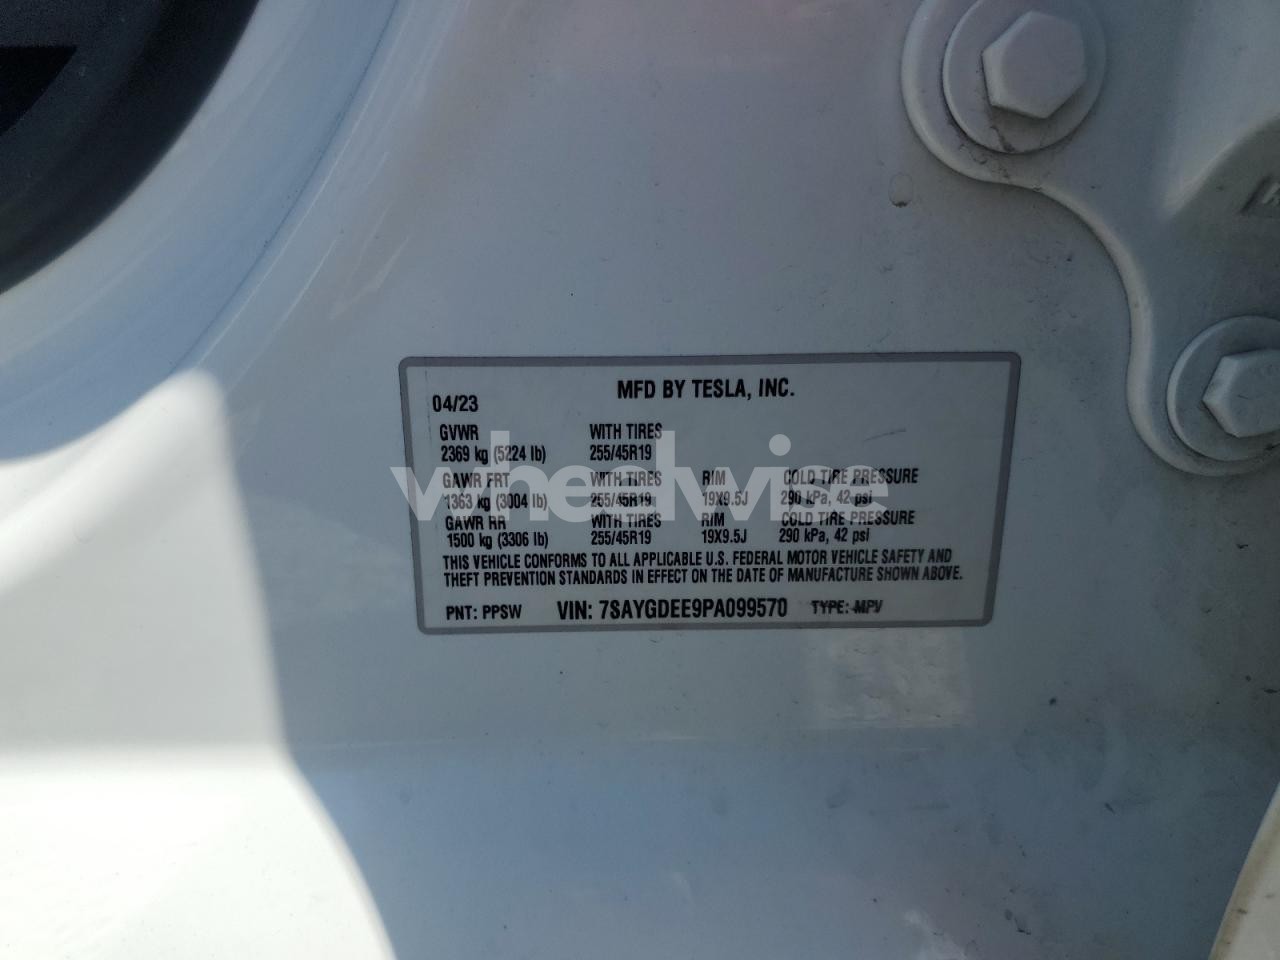 MFD BY TESLA, INC.
04/23
GVWR WITH TIRES
2369 kg (5224 lb) 255/45R19
GAWR FRT WITH TIRES RIM COLD TIRE PRESSURE
1363 kg (3004 lb) 255/45R19 19X9.5J 290 kPa, 42 psi
GAWR RR WITH TIRES RIM COLD TIRE PRESSURE
1500 kg (3306 lb) 255/45R19 19X9.5J 290 kPa, 42 psi
THIS VEHICLE CONFORMS TO ALL APPLICABLE U.S. FEDERAL MOTOR VEHICLE SAFETY AND
THEFT PREVENTION STANDARDS IN EFFECT ON THE DATE OF MANUFACTURE SHOWN ABOVE.
PNT: PPSW VIN: 7SAYGDEE9PA099570 TYPE: MPV
wheelwise